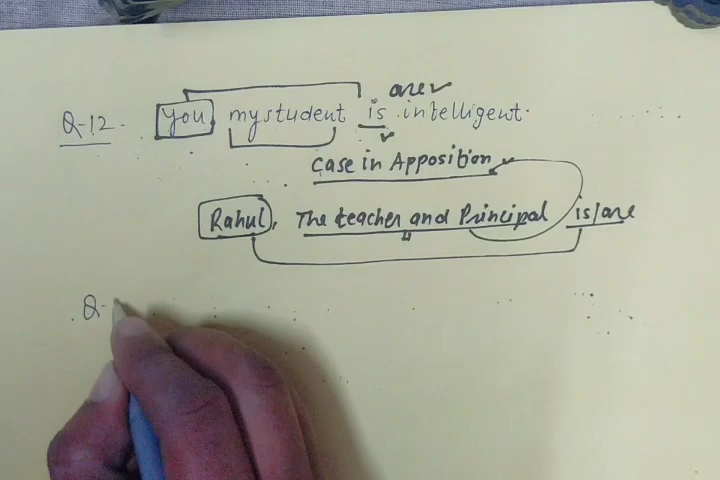 are
Q-12. You my student is intelligent.
case in Apposition
Rahul, The teacher and Principal is/are
Q-